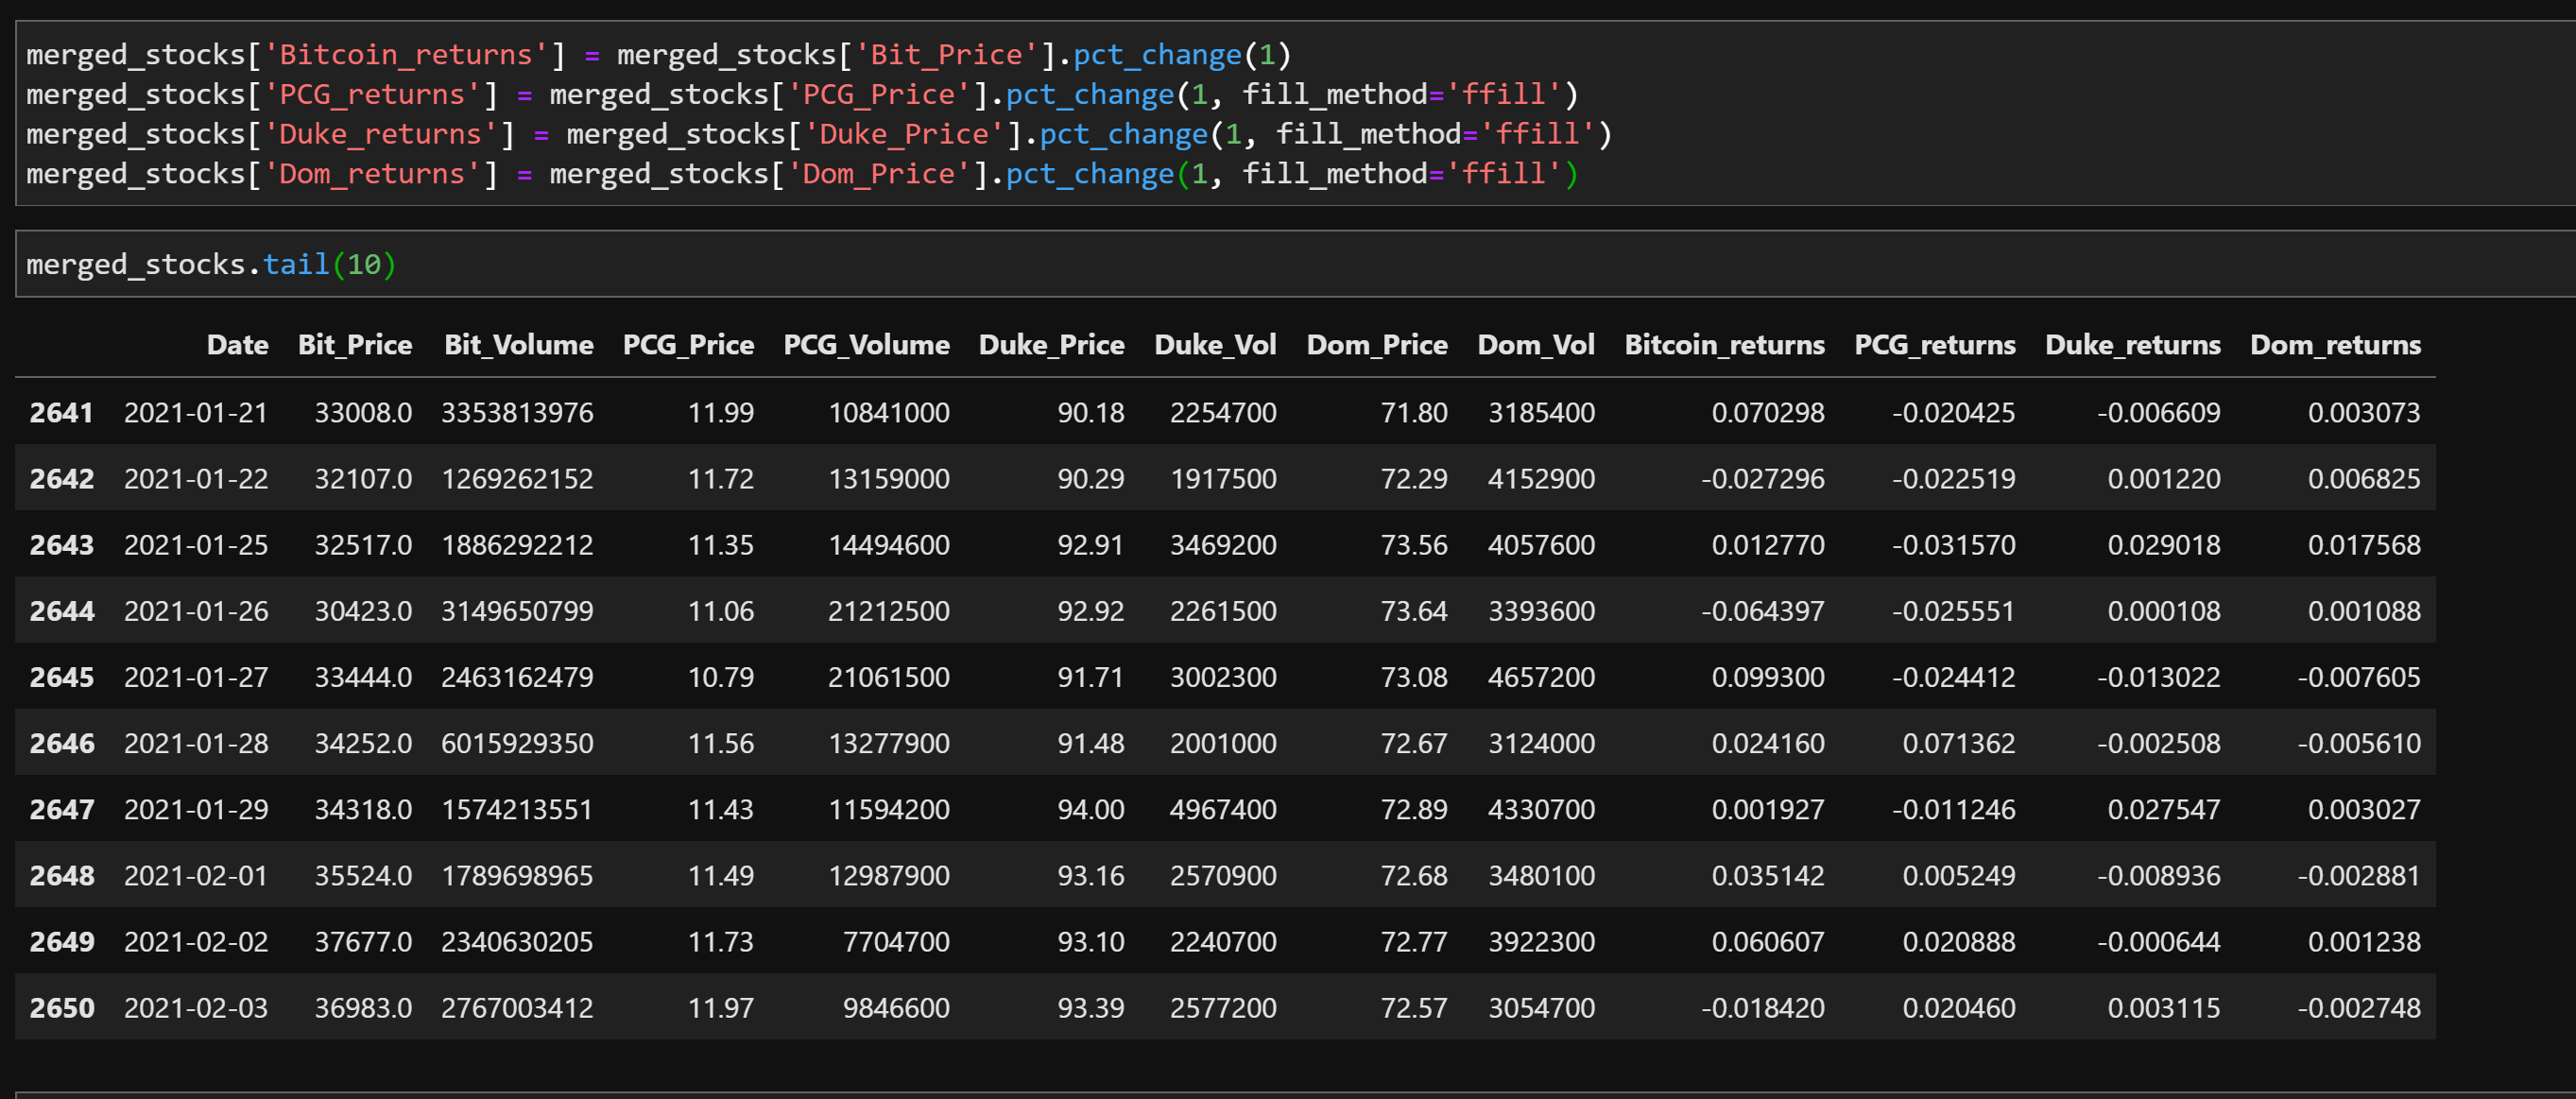 merged_stocks['Bitcoin_returns'] = merged_stocks['Bit_Price'].pct_change(1)
merged_stocks['PCG_returns'] = merged_stocks['PCG_Price'].pct_change(1, fill_method='ffill')
merged_stocks['Duke_returns'] = merged_stocks['Duke_Price'].pct_change(1, fill_method='ffill')
merged_stocks['Dom_returns'] = merged_stocks['Dom_Price'].pct_change(1, fill_method='ffill')
merged_stocks.tail(10)
Date Bit_Price Bit_Volume PCG_Price PCG_Volume Duke_Price Duke_Vol Dom_Price Dom_Vol Bitcoin_returns PCG_returns Duke_returns Dom_returns
2641 2021-01-21 33008.0 3353813976 11.99 10841000 90.18 2254700 71.80 3185400 0.070298 -0.020425 -0.006609 0.003073
2642 2021-01-22 32107.0 1269262152 11.72 13159000 90.29 1917500 72.29 4152900 -0.027296 -0.022519 0.001220 0.006825
2643 2021-01-25 32517.0 1886292212 11.35 14494600 92.91 3469200 73.56 4057600 0.012770 -0.031570 0.029018 0.017568
2644 2021-01-26 30423.0 3149650799 11.06 21212500 92.92 2261500 73.64 3393600 -0.064397 -0.025551 0.000108 0.001088
2645 2021-01-27 33444.0 2463162479 10.79 21061500 91.71 3002300 73.08 4657200 0.099300 -0.024412 -0.013022 -0.007605
2646 2021-01-28 34252.0 6015929350 11.56 13277900 91.48 2001000 72.67 3124000 0.024160 0.071362 -0.002508 -0.005610
2647 2021-01-29 34318.0 1574213551 11.43 11594200 94.00 4967400 72.89 4330700 0.001927 -0.011246 0.027547 0.003027
2648 2021-02-01 35524.0 1789698965 11.49 12987900 93.16 2570900 72.68 3480100 0.035142 0.005249 -0.008936 -0.002881
2649 2021-02-02 37677.0 2340630205 11.73 7704700 93.10 2240700 72.77 3922300 0.060607 0.020888 -0.000644 0.001238
2650 2021-02-03 36983.0 2767003412 11.97 9846600 93.39 2577200 72.57 3054700 -0.018420 0.020460 0.003115 -0.002748